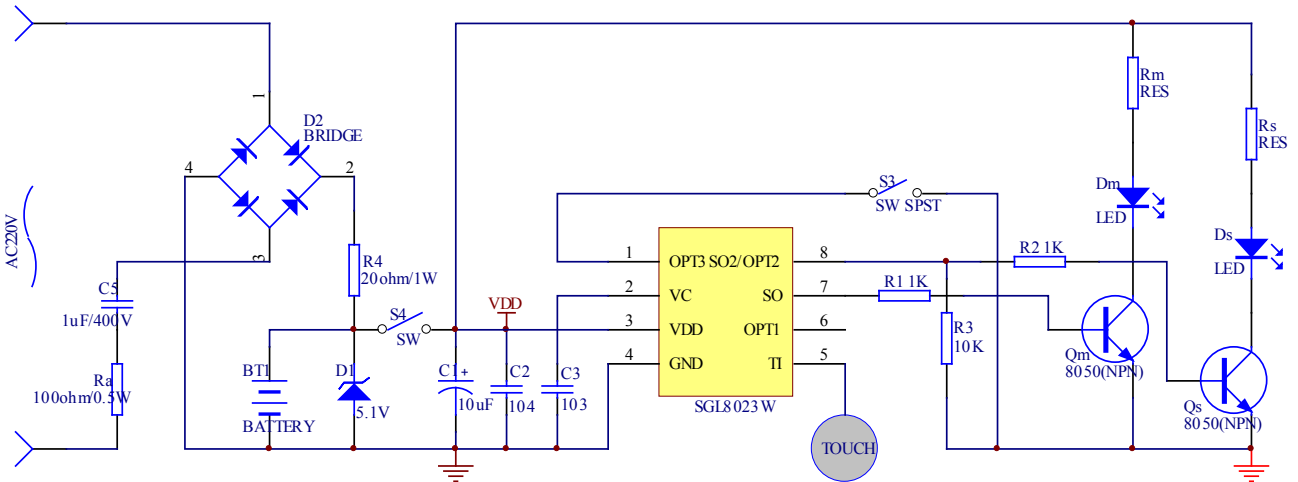 AC220V
C5
1uF/400V
Ra
100ohm/0.5W
D2
BRIDGE
1
4
2
3
R4
20ohm/1W
S4
SW
BT1
BATTERY
D1
5.1V
VDD
C1
+
10uF
C2
104
C3
103
S3
SW SPST
1
2
3
4
OPT3 SO2/OPT2
VC
SO
VDD
OPT1
GND
TI
8
7
6
5
SGL8023W
TOUCH
R1 1K
R2 1K
R3
10K
Rm
RES
Rs
RES
Dm
LED
Ds
LED
Qm
8050(NPN)
Qs
8050(NPN)